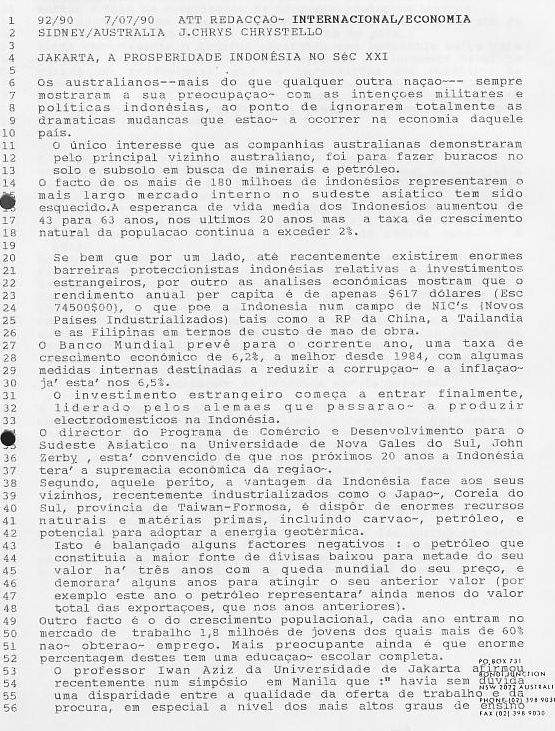 1 92/90 7/07/90 ATT REDACÇAO~ INTERNACIONAL/ECONOMIA
2 SIDNEY/AUSTRALIA J.CHRYS CHRYSTELLO
3
4 JAKARTA, A PROSPERIDADE INDONÉSIA NO SéC XXI
5
6 Os australianos--mais do que qualquer outra naçao--- sempre
7 mostraram a sua preocupaçao~ com as intençoes militares e
8 politicas indonésias, ao ponto de ignorarem totalmente as
9 dramaticas mudancas que estao~ a ocorrer na economia daquele
10 país.
11 O único interesse que as companhias australianas demonstraram
12 pelo principal vizinho australiano, foi para fazer buracos no
13 solo e subsolo em busca de minerais e petróleo.
14 O facto de os mais de 180 milhoes de indonésios representarem o
mais largo mercado interno no sudeste asiatico tem sido
esquecido.A esperanca de vida media dos Indonesios aumentou de
17 43 para 63 anos, nos ultimos 20 anos mas a taxa de crescimento
18 natural da populacao continua a exceder 2%.
19
20 Se bem que por um lado, até recentemente existirem enormes
21 barreiras proteccionistas indonésias relativas a investimentos
22 estrangeiros, por outro as analises económicas mostram que o
23 rendimento anual per capita é de apenas $617 dólares (Esc
24 74500$00), o que poe a Indonesia num campo de NIC's (Novos
25 Países Industrializados) tais como a RP da China, a Tailandia
26 e as Filipinas em termos de custo de mao de obra.
27 O Banco Mundial prevê para o corrente ano, uma taxa de
28 crescimento económico de 6,2%, a melhor desde 1984, com algumas
29 medidas internas destinadas a reduzir a corrupçao~ e a inflaçao~
30 ja' esta' nos 6,5%.
31 O investimento estrangeiro começa a entrar finalmente,
32 liderado pelos alemaes que passarao~ a produzir
33 electrodomesticos na Indonésia.
O director do Programa de Comércio e Desenvolvimento para o
Sudeste Asiatico na Universidade de Nova Gales do Sul, John
36 Zerby , esta' convencido de que nos próximos 20 anos a Indonésia
37 tera' a supremacia económica da regiao~.
38 Segundo, aquele perito, a vantagem da Indonésia face aos seus
39 vizinhos, recentemente industrializados como o Japao~, Coreia do
40 Sul, provincia de Taiwan-Formosa, é dispôr de enormes recursos
41 naturais e matérias primas, incluindo carvao~, petróleo, e
42 potencial para adoptar a energia geotérmica.
43 Isto é balançado alguns factores negativos : o petróleo que
44 constituia a maior fonte de divisas baixou para metade do seu
45 valor ha' três anos com a queda mundial do seu preço, e
46 demorara' alguns anos para atingir o seu anterior valor (por
47 exemplo este ano o petróleo representara' ainda menos do valor
48 total das exportaçoes, que nos anos anteriores).
49 Outro facto é o do crescimento populacional, cada ano entram no
50 mercado de trabalho 1,8 milhoês de jovens dos quais mais de 60%
51 nao~ obterao~ emprego. Mais preocupante ainda é que enorme
52 percentagem destes tem uma educaçao~ escolar completa.
53 O professor Iwan Aziz da Universidade de Jakarta afirmou
54 recentemente num simpósio em Manila que :" havia sem dúvida
55 uma disparidade entre a qualidade da oferta de trabalho e da
56 procura, em especial a nivel dos mais altos graus de ensino
PO BOX 731
BONDI JUNCTION
NSW 2022 AUSTRALI
PHONE (02) 398 9030
FAX (02) 398 9030